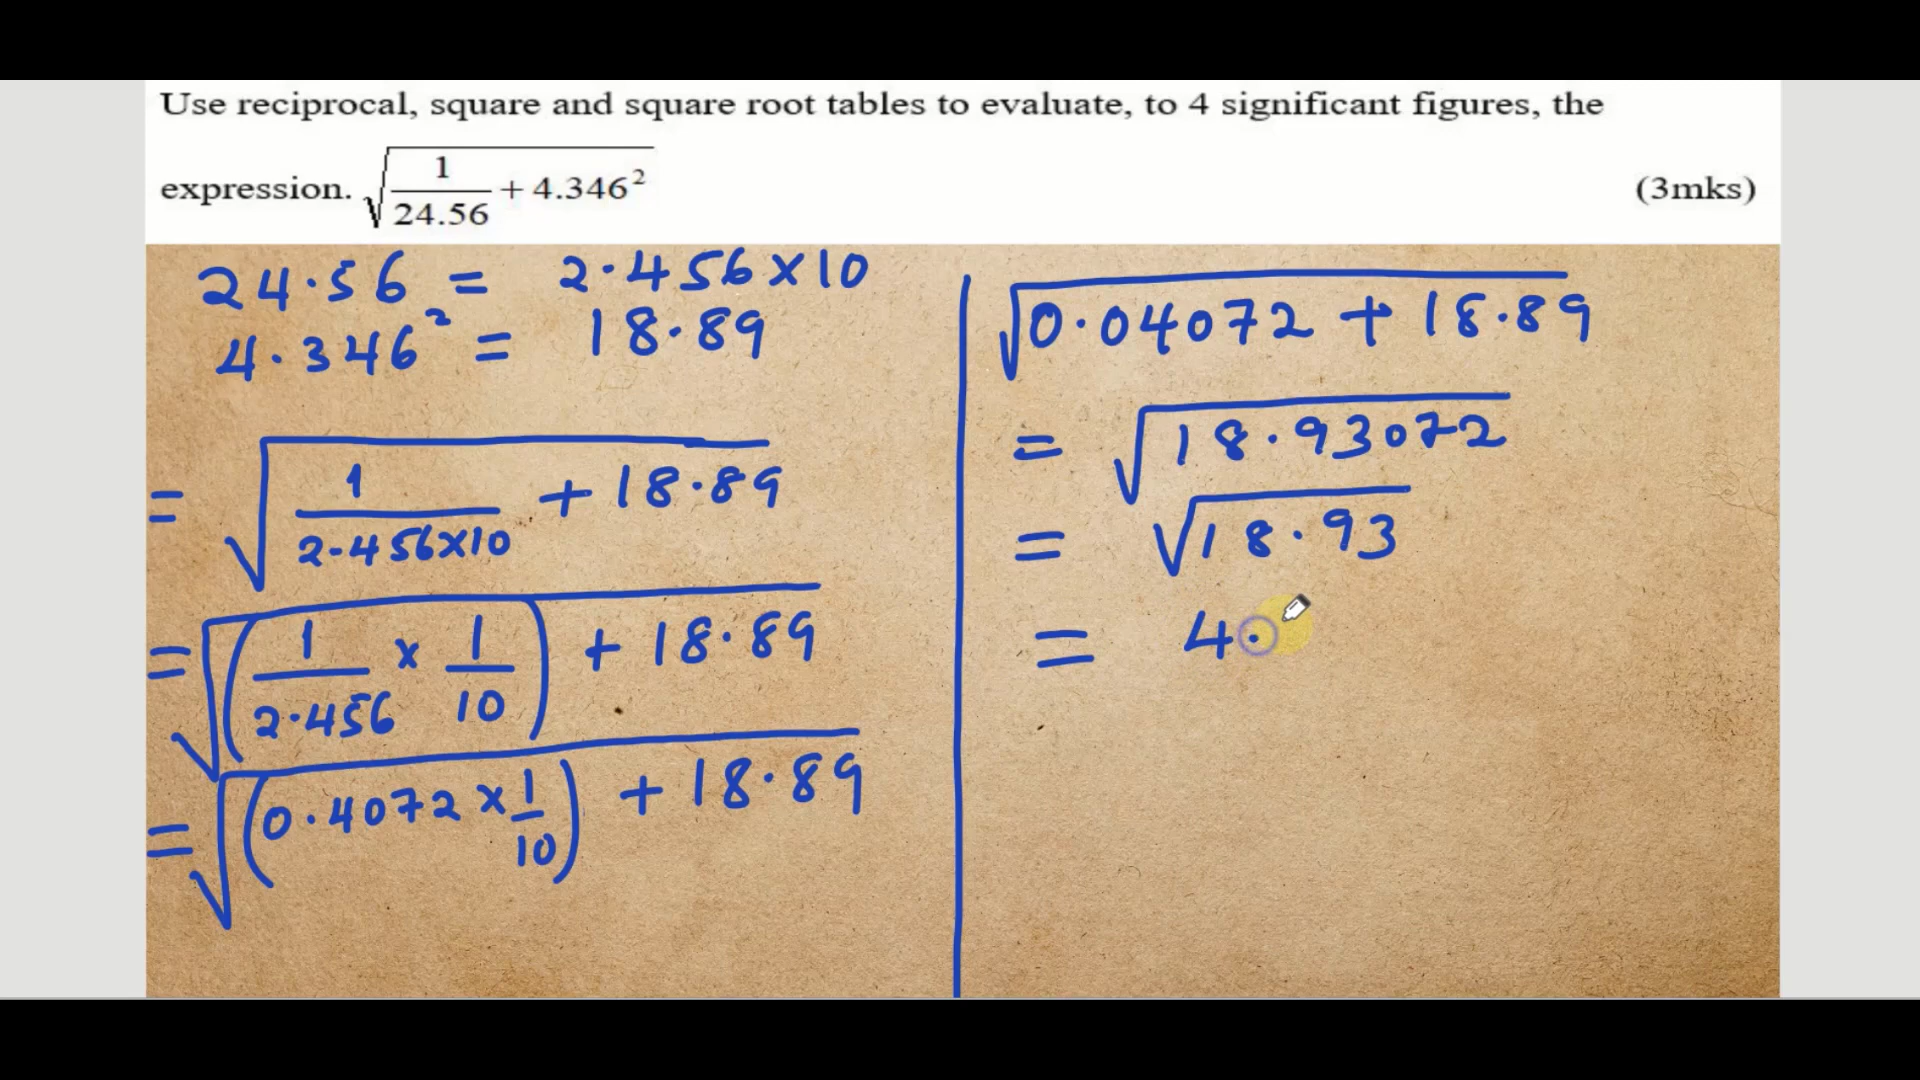 Use reciprocal, square and square root tables to evaluate, to 4 significant figures, the
expression. √(1/24.56 + 4.346²) (3mks)
24.56 = 2.456×10
4.346² = 18.89
= √(1/(2.456×10) + 18.89)
= √((1/2.456 × 1/10) + 18.89)
= √((0.4072 × 1/10) + 18.89)
√(0.04072 + 18.89)
= √18.93072
= √18.93
= 4.